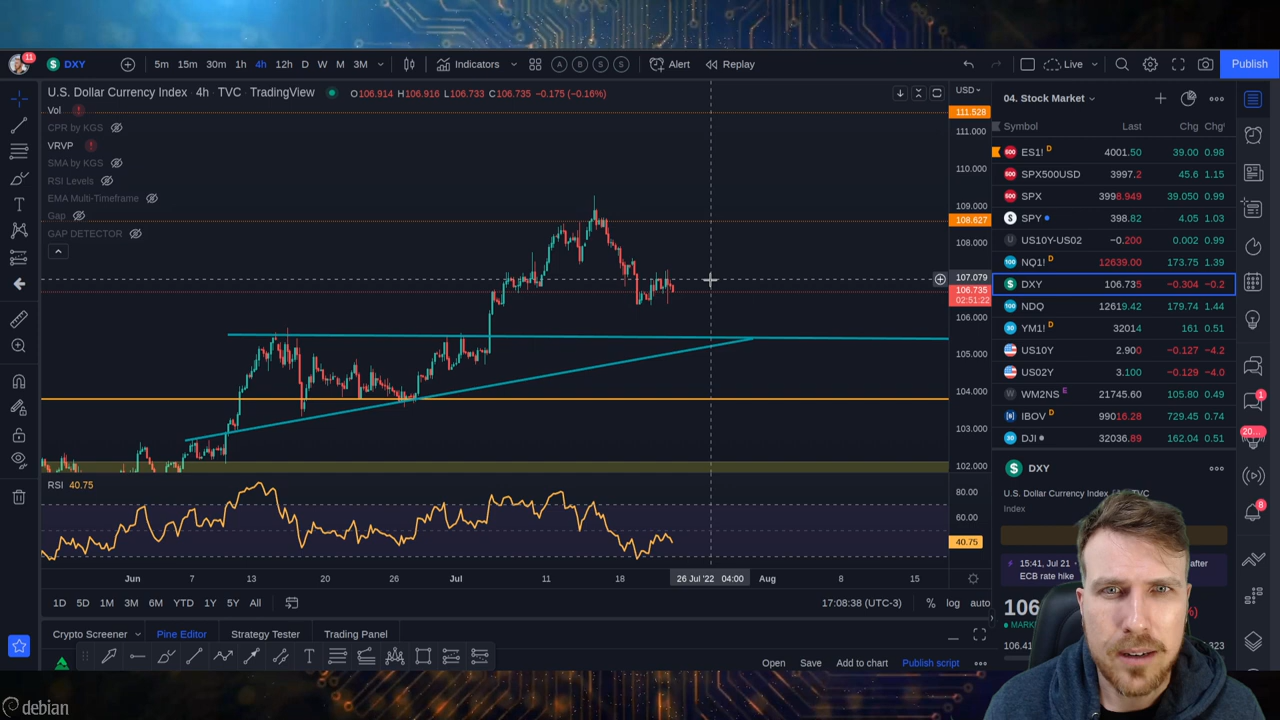 11 DXY 5m 15m 30m 1h 4h 12h D W M 3M Indicators A B S S Alert Replay Live Publish
U.S. Dollar Currency Index · 4h · TVC · TradingView O106.914 H106.916 L106.733 C106.735 −0.175 (−0.16%) USD
Vol
CPR by KGS
VRVP
SMA by KGS
RSI Levels
EMA Multi-Timeframe
Gap
GAP DETECTOR
111.528
111.000
110.000
109.000
108.627
108.000
107.079
106.735
02:51:22
106.000
105.000
104.000
103.000
102.000
RSI 40.75
80.00
60.00
40.75
Jun 7 13 20 26 Jul 11 18 26 Jul '22 04:00 Aug 8 15
1D 5D 1M 3M 6M YTD 1Y 5Y All 17:08:38 (UTC-3) % log auto
Crypto Screener Pine Editor Strategy Tester Trading Panel
Open Save Add to chart Publish script
04. Stock Market
Symbol Last Chg Chg
ES1! D 4001.50 39.00 0.98
SPX500USD 3997.2 45.6 1.15
SPX 3998.949 39.050 0.99
SPY 398.82 4.05 1.03
US10Y-US02 −0.200 0.002 0.99
NQ1! D 12639.00 173.75 1.39
DXY 106.735 −0.304 −0.2
NDQ 12619.42 179.74 1.44
YM1! D 32014 161 0.51
US10Y 2.900 −0.127 −4.2
US02Y 3.100 −0.129 −4.0
WM2NS E 21745.60 105.80 0.49
IBOV D 99016.28 729.45 0.74
DJI 32036.89 162.04 0.51
DXY
U.S. Dollar Currency Index TVC
Index
15:41, Jul 21 after
ECB rate hike
106
106.41
323
1
20...
8
debian